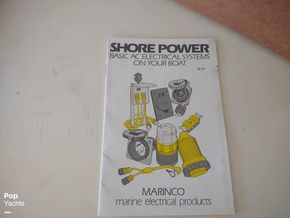 SHORE POWER
BASIC AC ELECTRICAL SYSTEMS
ON YOUR BOAT
MARINCO
marine electrical products
Pop
Yachts